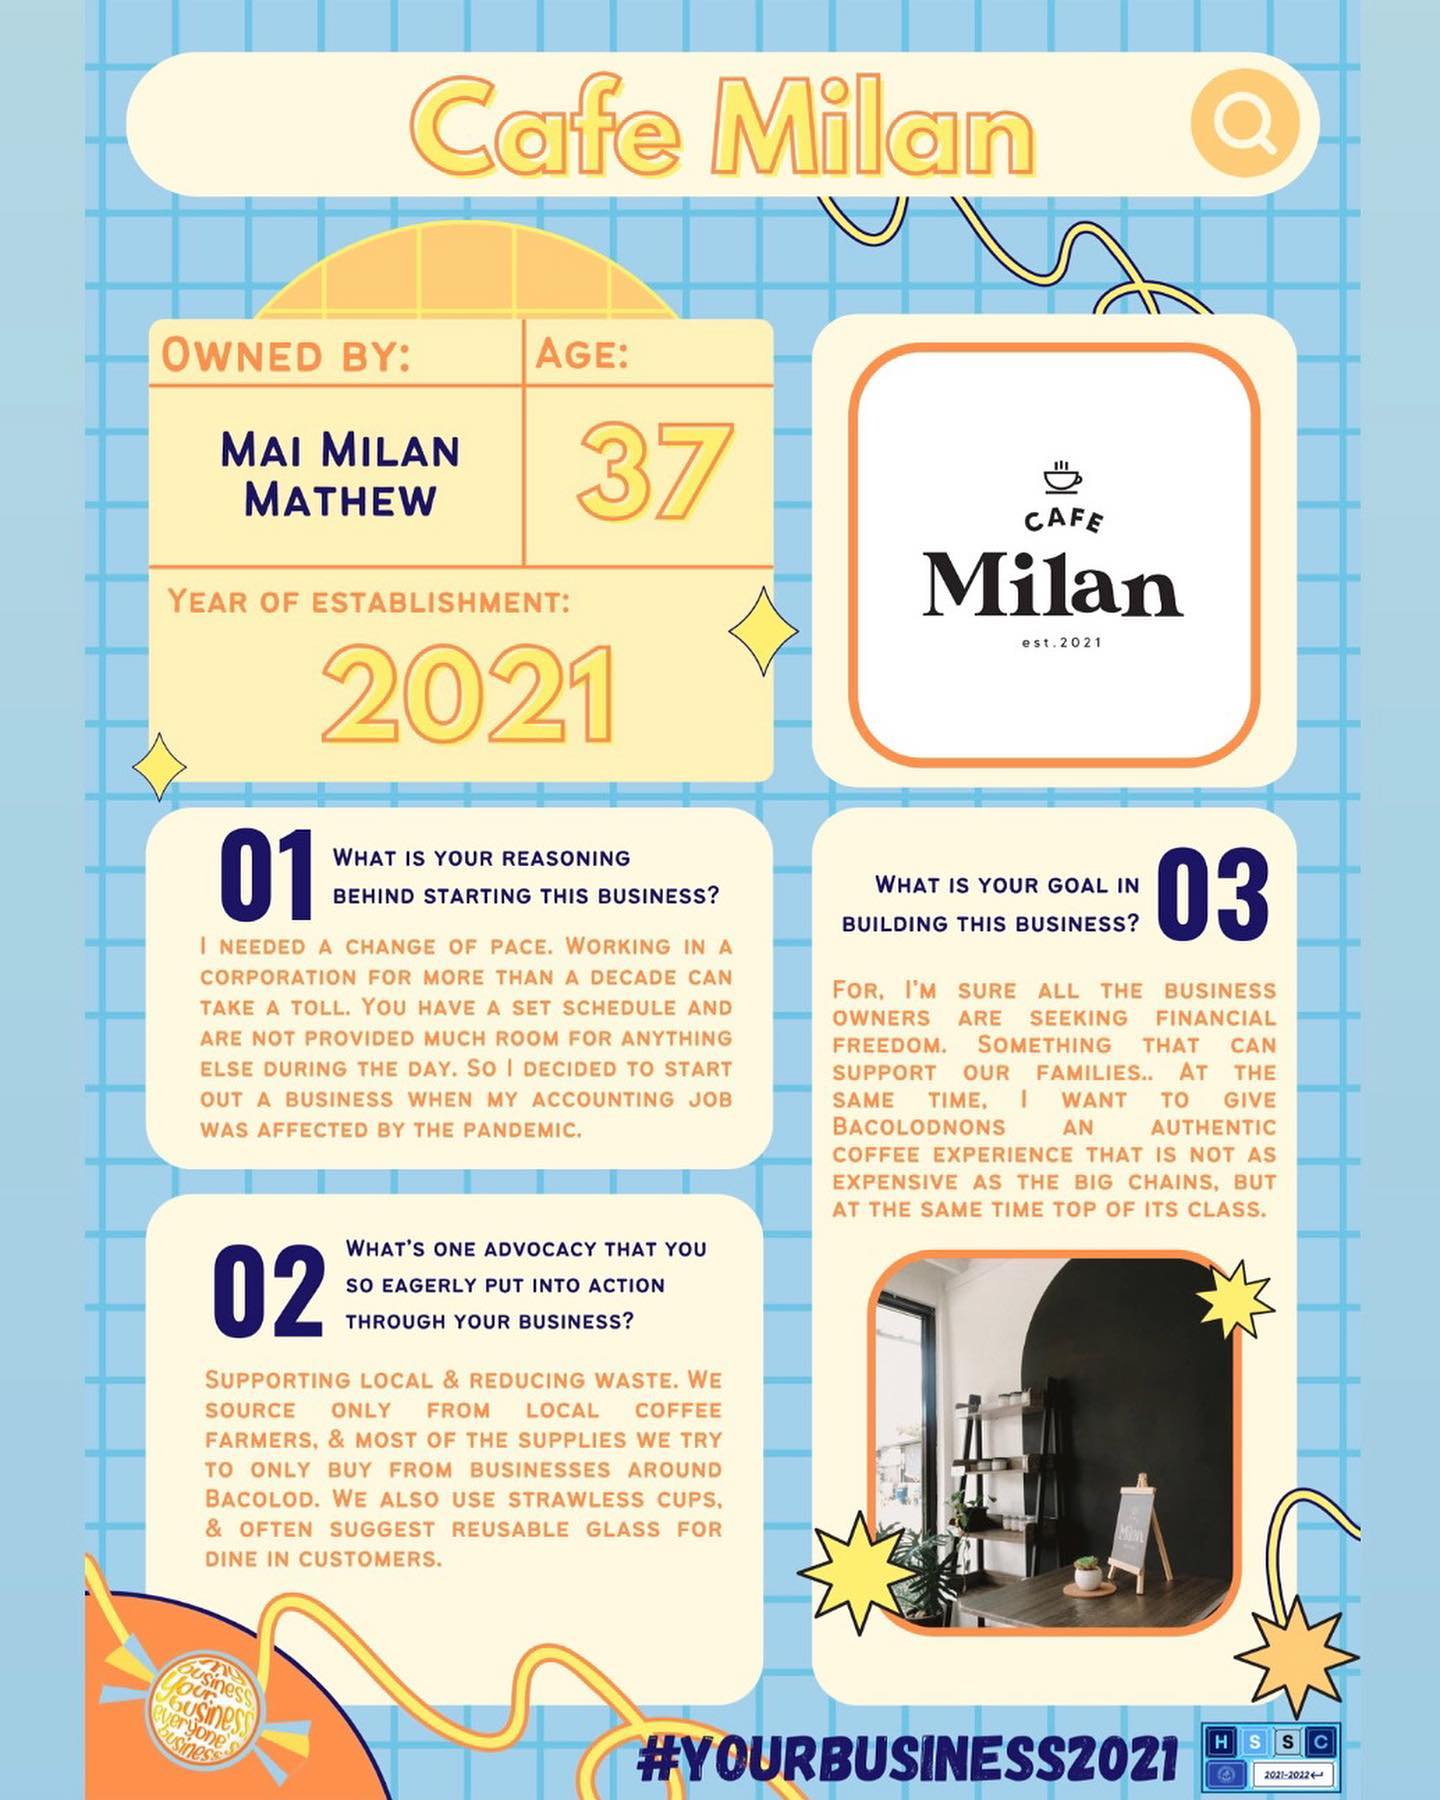 Cafe Milan
OWNED BY:
AGE:
MAI MILAN
MATHEW
37
YEAR OF ESTABLISHMENT:
2021
CAFE
Milan
est.2021
01
WHAT IS YOUR REASONING
BEHIND STARTING THIS BUSINESS?
I NEEDED A CHANGE OF PACE. WORKING IN A
CORPORATION FOR MORE THAN A DECADE CAN
TAKE A TOLL. YOU HAVE A SET SCHEDULE AND
ARE NOT PROVIDED MUCH ROOM FOR ANYTHING
ELSE DURING THE DAY. SO I DECIDED TO START
OUT A BUSINESS WHEN MY ACCOUNTING JOB
WAS AFFECTED BY THE PANDEMIC.
02
WHAT'S ONE ADVOCACY THAT YOU
SO EAGERLY PUT INTO ACTION
THROUGH YOUR BUSINESS?
SUPPORTING LOCAL & REDUCING WASTE. WE
SOURCE ONLY FROM LOCAL COFFEE
FARMERS, & MOST OF THE SUPPLIES WE TRY
TO ONLY BUY FROM BUSINESSES AROUND
BACOLOD. WE ALSO USE STRAWLESS CUPS,
& OFTEN SUGGEST REUSABLE GLASS FOR
DINE IN CUSTOMERS.
WHAT IS YOUR GOAL IN
BUILDING THIS BUSINESS?
03
FOR, I'M SURE ALL THE BUSINESS
OWNERS ARE SEEKING FINANCIAL
FREEDOM. SOMETHING THAT CAN
SUPPORT OUR FAMILIES.. AT THE
SAME TIME, I WANT TO GIVE
BACOLODNONS AN AUTHENTIC
COFFEE EXPERIENCE THAT IS NOT AS
EXPENSIVE AS THE BIG CHAINS, BUT
AT THE SAME TIME TOP OF ITS CLASS.
Milan
my
business
your
business
everyone
business
#YOURBUSINESS2021
HSSC
2021-2022